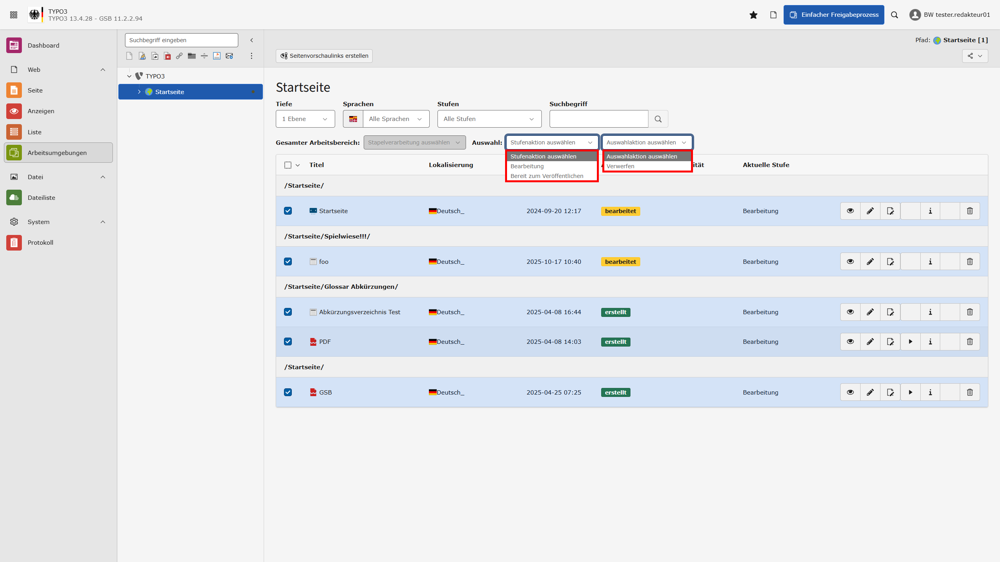 TYPO3
TYPO3 13.4.28 - GSB 11.2.2.94
Einfacher Freigabeprozess
BW tester.redakteur01
Dashboard
Web
Seite
Anzeigen
Liste
Arbeitsumgebungen
Datei
Dateiliste
System
Protokoll
Suchbegriff eingeben
TYPO3
Startseite
Pfad: Startseite [1]
Seitenvorschaulinks erstellen
Startseite
Tiefe Sprachen Stufen Suchbegriff
1 Ebene Alle Sprachen Alle Stufen
Gesamter Arbeitsbereich: Stapelverarbeitung auswählen Auswahl: Stufenaktion auswählen Auswahlaktion auswählen
Stufenaktion auswählen Auswahlaktion auswählen
Bearbeitung Verwerfen
Bereit zum Veröffentlichen
Titel Lokalisierung ität Aktuelle Stufe
/Startseite/
Startseite Deutsch_ 2024-09-20 12:17 bearbeitet Bearbeitung
/Startseite/Spielwiese!!!/
foo Deutsch_ 2025-10-17 10:40 bearbeitet Bearbeitung
/Startseite/Glossar Abkürzungen/
Abkürzungsverzeichnis Test Deutsch_ 2025-04-08 16:44 erstellt Bearbeitung
PDF Deutsch_ 2025-04-08 14:03 erstellt Bearbeitung
/Startseite/
GSB Deutsch_ 2025-04-25 07:25 erstellt Bearbeitung